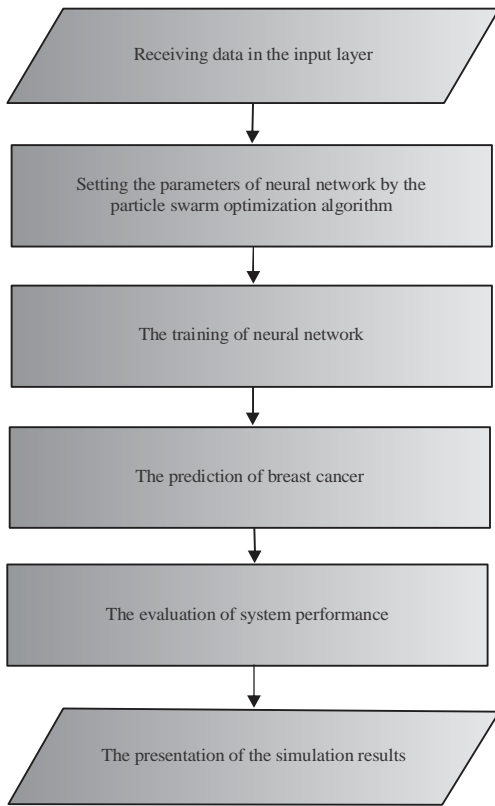 Receiving data in the input layer
Setting the parameters of neural network by the
particle swarm optimization algorithm
The training of neural network
The prediction of breast cancer
The evaluation of system performance
The presentation of the simulation results